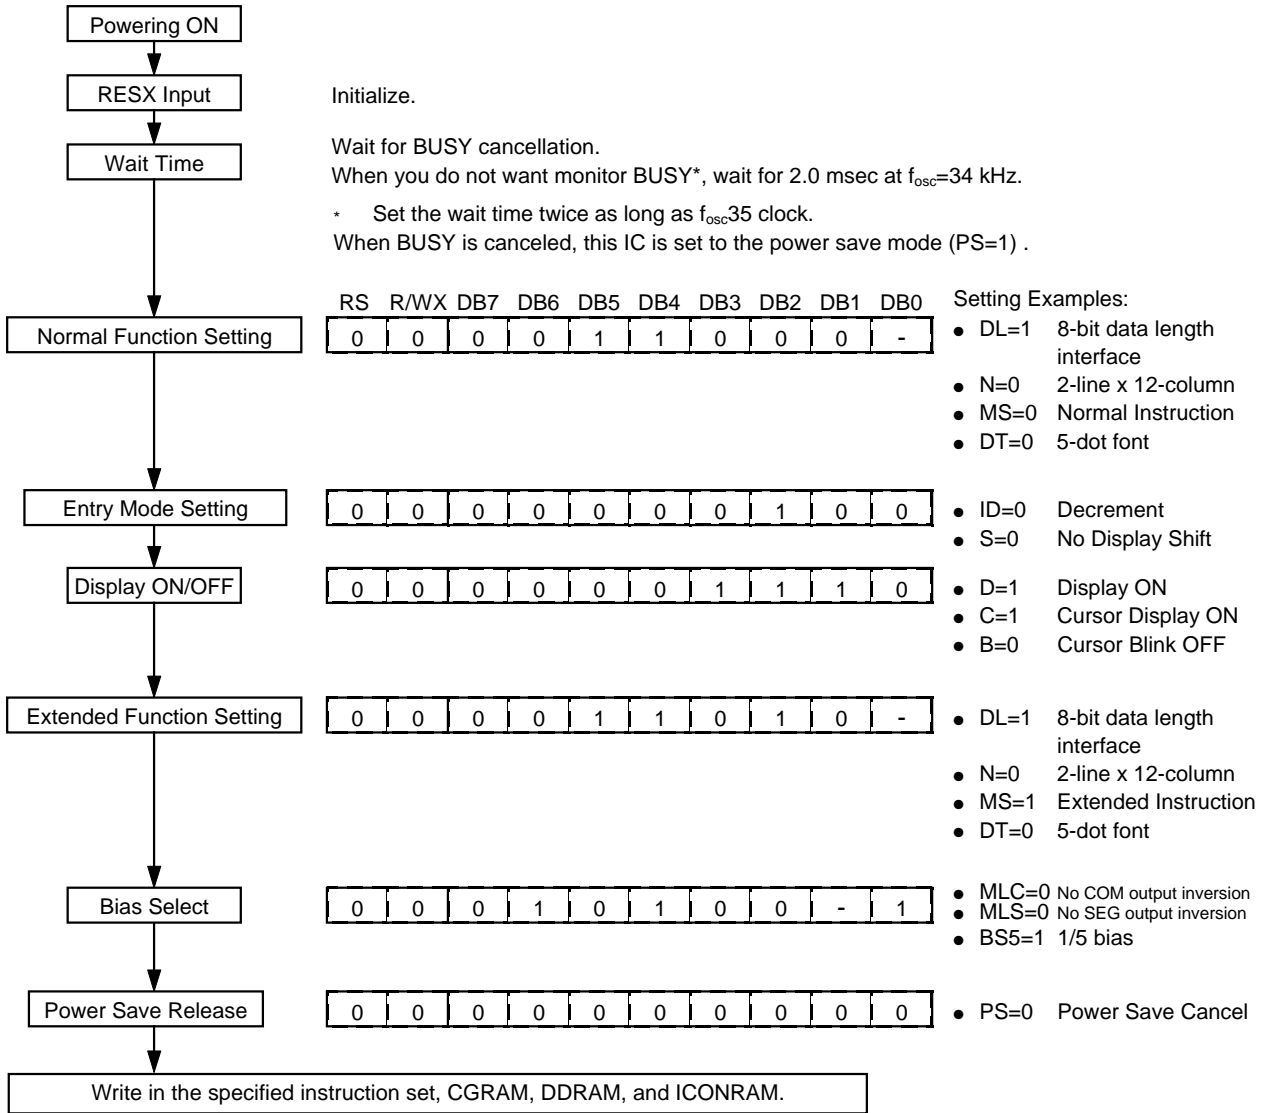 Powering ON
RESX Input
Initialize.
Wait Time
Wait for BUSY cancellation.
When you do not want monitor BUSY*, wait for 2.0 msec at fosc=34 kHz.
* Set the wait time twice as long as fosc35 clock.
When BUSY is canceled, this IC is set to the power save mode (PS=1) .
RS R/WX DB7 DB6 DB5 DB4 DB3 DB2 DB1 DB0
Setting Examples:
Normal Function Setting
0 0 0 0 1 1 0 0 0 -
● DL=1 8-bit data length
interface
● N=0 2-line x 12-column
● MS=0 Normal Instruction
● DT=0 5-dot font
Entry Mode Setting
0 0 0 0 0 0 0 1 0 0
● ID=0 Decrement
● S=0 No Display Shift
Display ON/OFF
0 0 0 0 0 0 1 1 1 0
● D=1 Display ON
● C=1 Cursor Display ON
● B=0 Cursor Blink OFF
Extended Function Setting
0 0 0 0 1 1 0 1 0 -
● DL=1 8-bit data length
interface
● N=0 2-line x 12-column
● MS=1 Extended Instruction
● DT=0 5-dot font
Bias Select
0 0 0 1 0 1 0 0 - 1
● MLC=0 No COM output inversion
● MLS=0 No SEG output inversion
● BS5=1 1/5 bias
Power Save Release
0 0 0 0 0 0 0 0 0 0
● PS=0 Power Save Cancel
Write in the specified instruction set, CGRAM, DDRAM, and ICONRAM.